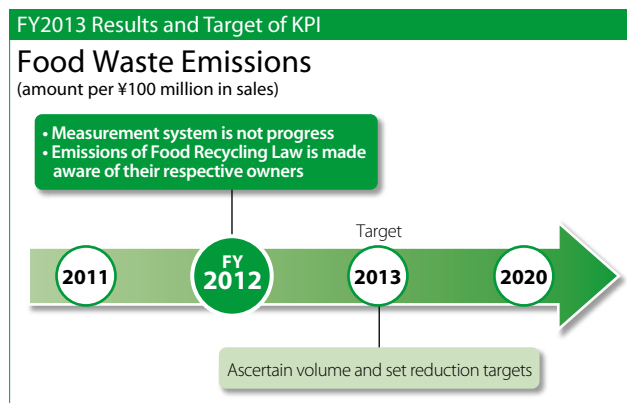 FY2013 Results and Target of KPI
Food Waste Emissions
(amount per ¥100 million in sales)
• Measurement system is not progress
• Emissions of Food Recycling Law is made
aware of their respective owners
Target
2011
FY
2012
2013
2020
Ascertain volume and set reduction targets